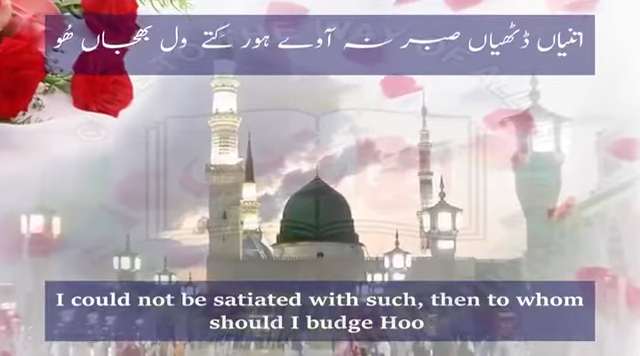 اتنیاں ڈٹھیاں صبر نہ آوے ہور کتے ول بھجاں ھُو
I could not be satiated with such, then to whom
should I budge Hoo